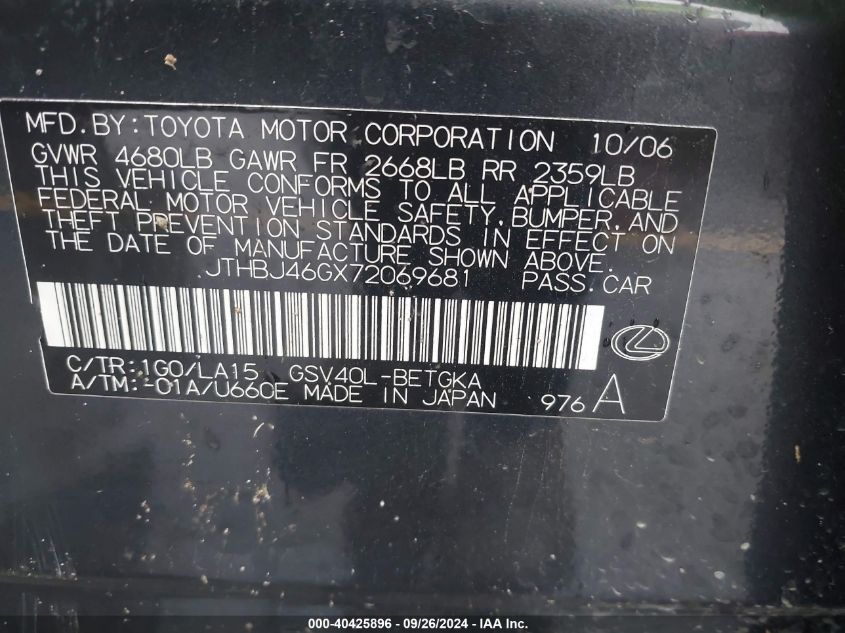 MFD.BY:TOYOTA MOTOR CORPORATION 10/06
GVWR 4680LB GAWR FR 2668LB RR 2359LB
THIS VEHICLE CONFORMS TO ALL APPLICABLE
FEDERAL MOTOR VEHICLE SAFETY,BUMPER,AND
THEFT PREVENTION STANDARDS IN EFFECT ON
THE DATE OF MANUFACTURE SHOWN ABOVE.
JTHBJ46GX72069681 PASS.CAR
C/TR:1G0/LA15 GSV40L-BETGKA
A/TM:-01A/U660E MADE IN JAPAN 976 A
000-40425896 - 09/26/2024 - IAA Inc.